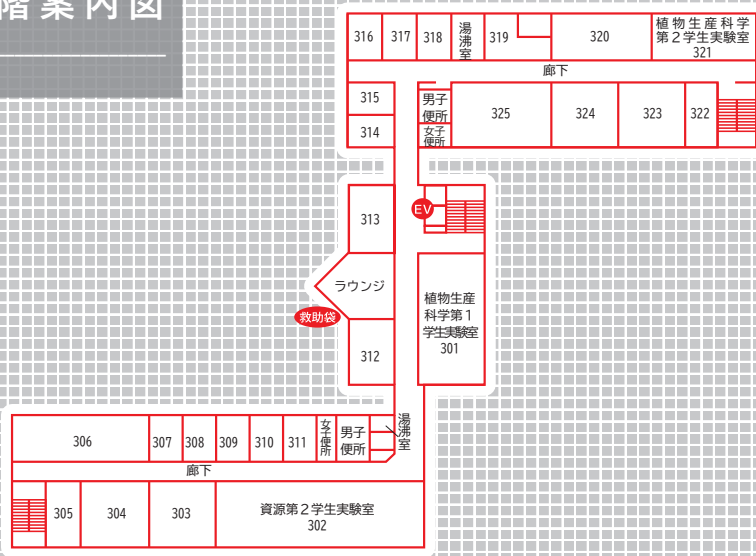 階案内図
316
317
318
湯沸室
319
320
植物生産科学
第２学生実験室
321
廊下
315
314
男子
便所
女子
便所
325
324
323
322
313
EV
ラウンジ
救助袋
312
植物生産
科学第１
学生実験室
301
306
307
308
309
310
311
女子便所
男子
便所
湯沸室
廊下
305
304
303
資源第２学生実験室
302